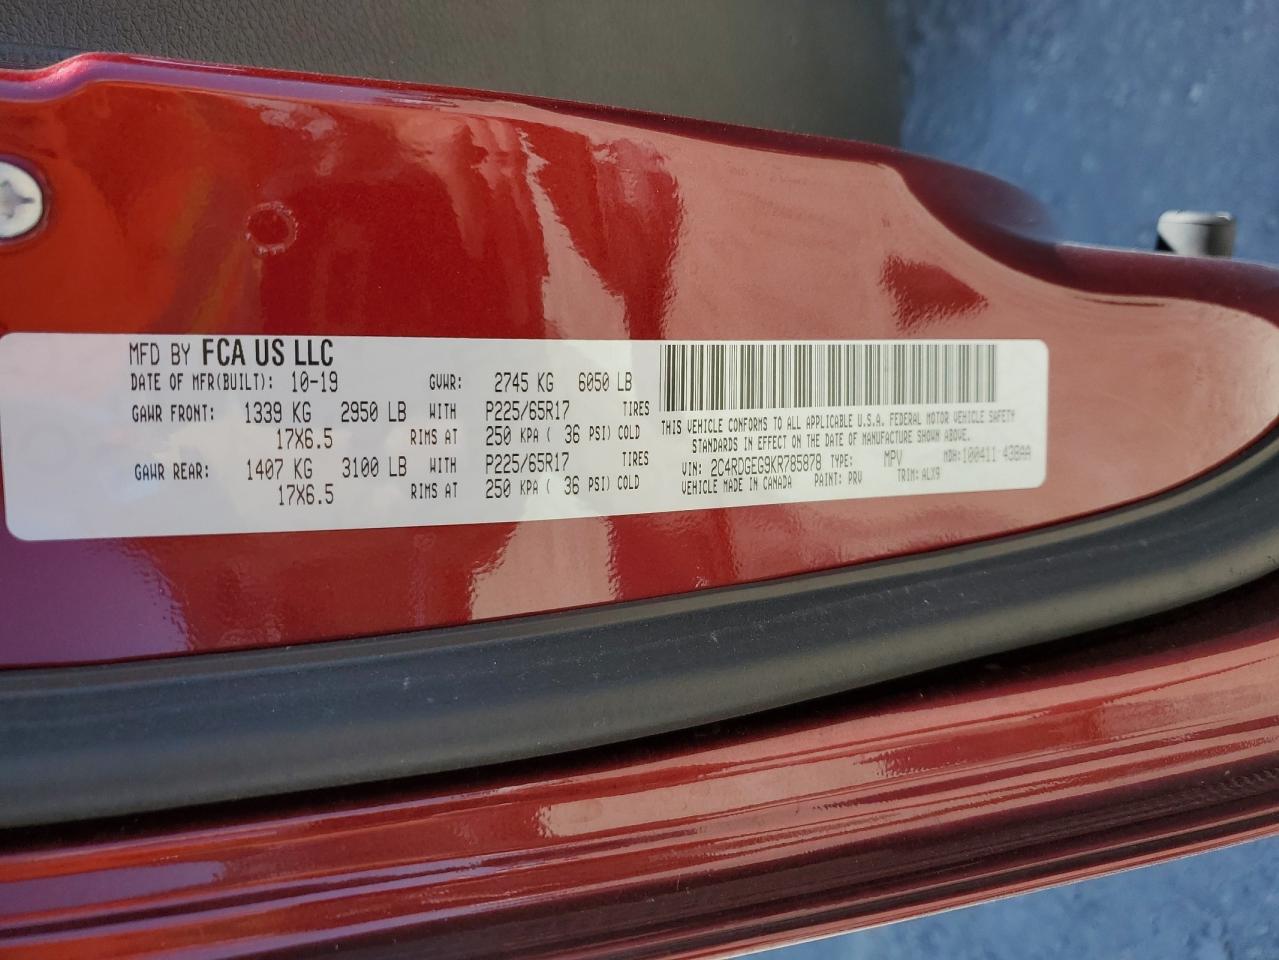 MFD BY FCA US LLC
DATE OF MFR(BUILT): 10-19 GVWR: 2745 KG 6050 LB
GAWR FRONT: 1339 KG 2950 LB WITH P225/65R17 TIRES
17X6.5 RIMS AT 250 KPA ( 36 PSI) COLD
GAWR REAR: 1407 KG 3100 LB WITH P225/65R17 TIRES
17X6.5 RIMS AT 250 KPA ( 36 PSI) COLD
THIS VEHICLE CONFORMS TO ALL APPLICABLE U.S.A. FEDERAL MOTOR VEHICLE SAFETY
STANDARDS IN EFFECT ON THE DATE OF MANUFACTURE SHOWN ABOVE.
VIN: 2C4RDGEG9KR785878 TYPE: MPV MDH:100411 438AA
VEHICLE MADE IN CANADA PAINT: PRV TRIM: ALX9